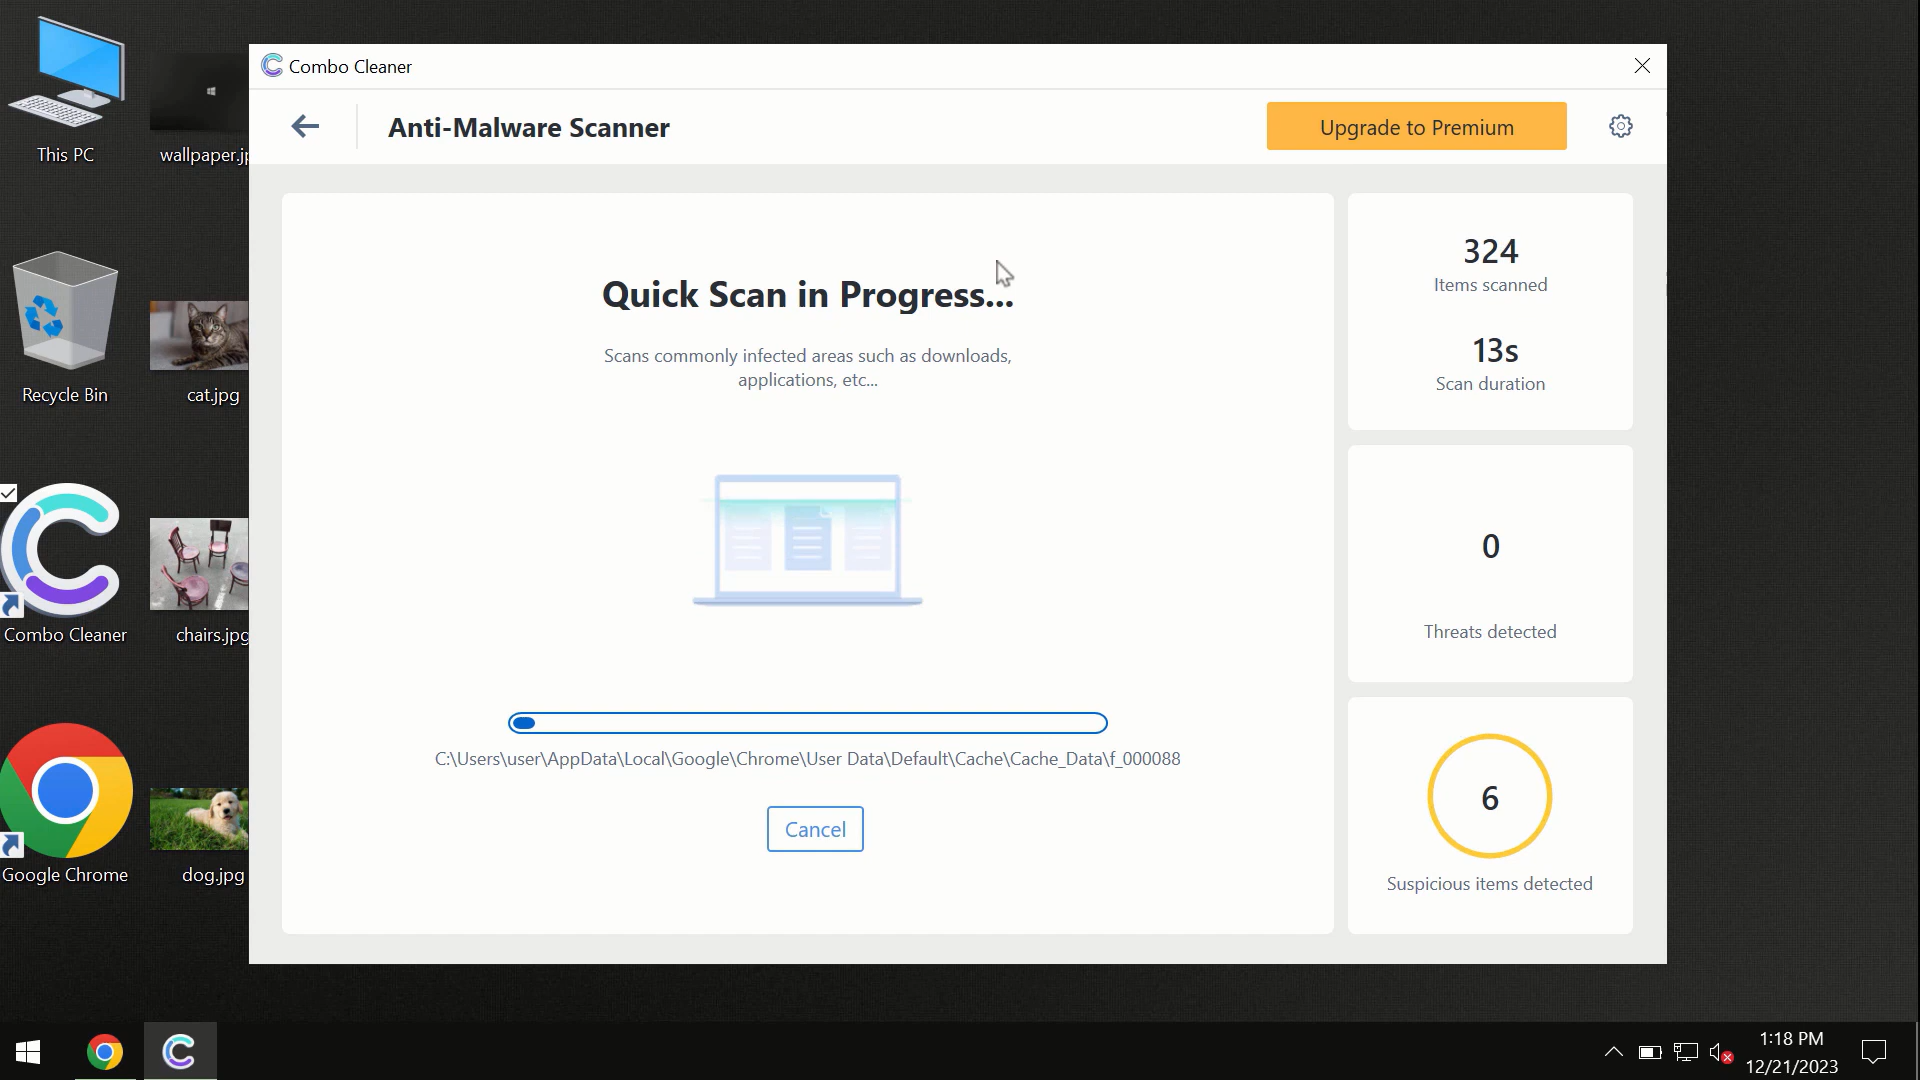 This PC
wallpaper.jp
Recycle Bin
cat.jpg
Combo Cleaner
chairs.jpg
Google Chrome
dog.jpg
Combo Cleaner
Anti-Malware Scanner
Upgrade to Premium
Quick Scan in Progress...
Scans commonly infected areas such as downloads,
applications, etc...
C:\Users\user\AppData\Local\Google\Chrome\User Data\Default\Cache\Cache_Data\f_000088
Cancel
324
Items scanned
13s
Scan duration
0
Threats detected
6
Suspicious items detected
1:18 PM
12/21/2023